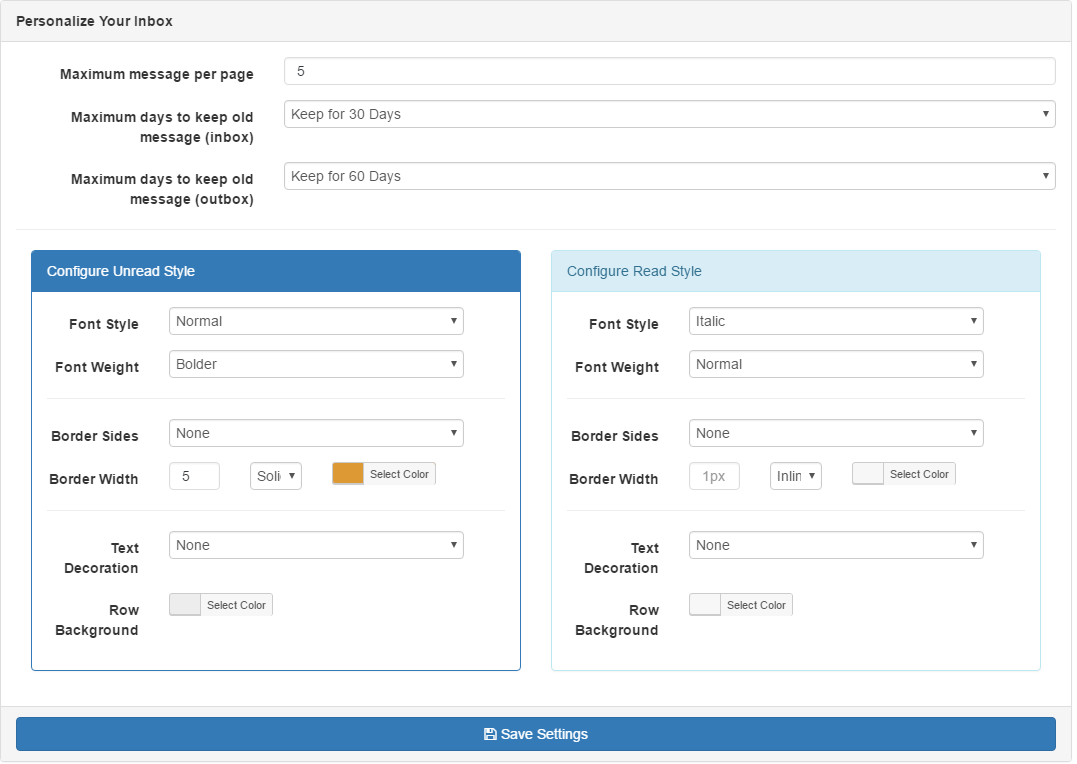 Personalize Your Inbox
Maximum message per page
5
Maximum days to keep old
message (inbox)
Keep for 30 Days
Maximum days to keep old
message (outbox)
Keep for 60 Days
Configure Unread Style
Font Style
Normal
Font Weight
Bolder
Border Sides
None
Border Width
5
Soli
Select Color
Text
Decoration
None
Row
Background
Select Color
Configure Read Style
Font Style
Italic
Font Weight
Normal
Border Sides
None
Border Width
1px
Inlin
Select Color
Text
Decoration
None
Row
Background
Select Color
Save Settings